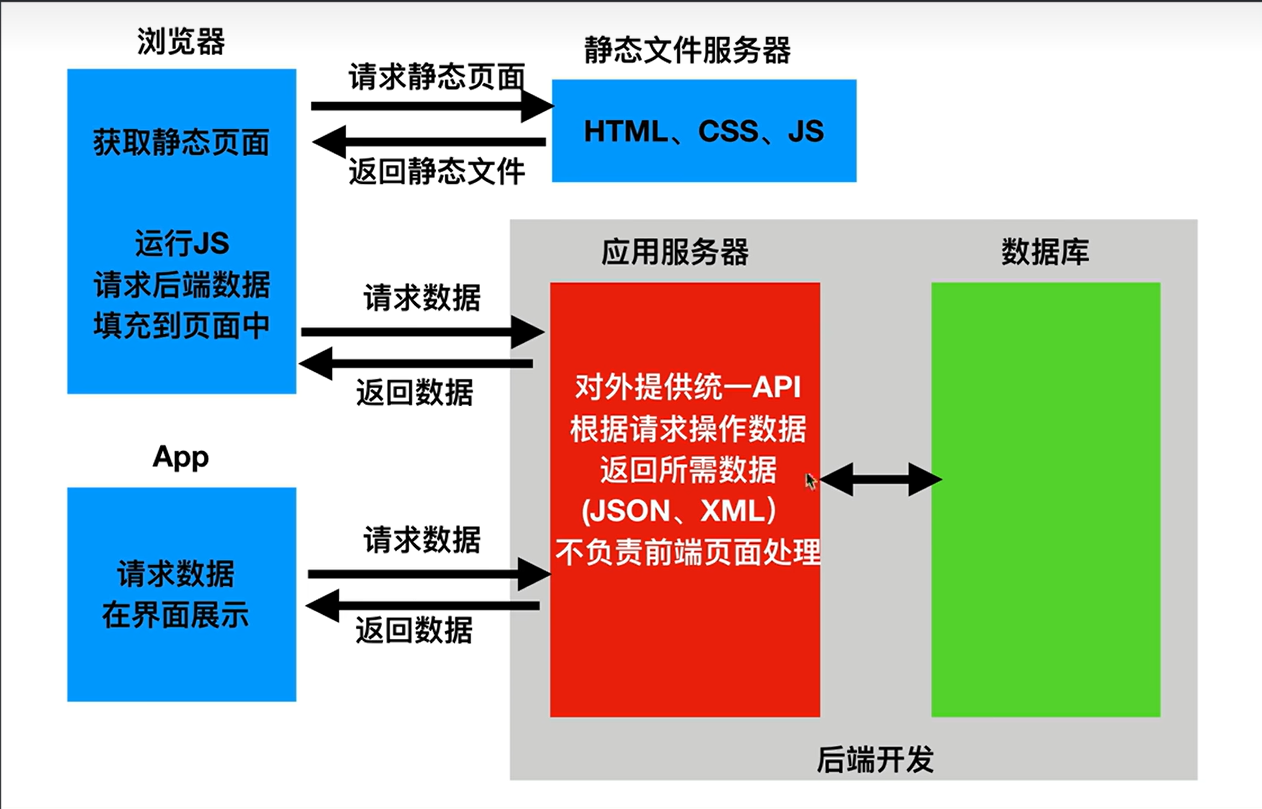 浏览器
静态文件服务器
请求静态页面
获取静态页面
HTML、CSS、JS
返回静态文件
运行JS
请求后端数据
填充到页面中
应用服务器
数据库
请求数据
返回数据
对外提供统一API
根据请求操作数据
返回所需数据
(JSON、XML）
不负责前端页面处理
App
请求数据
在界面展示
请求数据
返回数据
后端开发